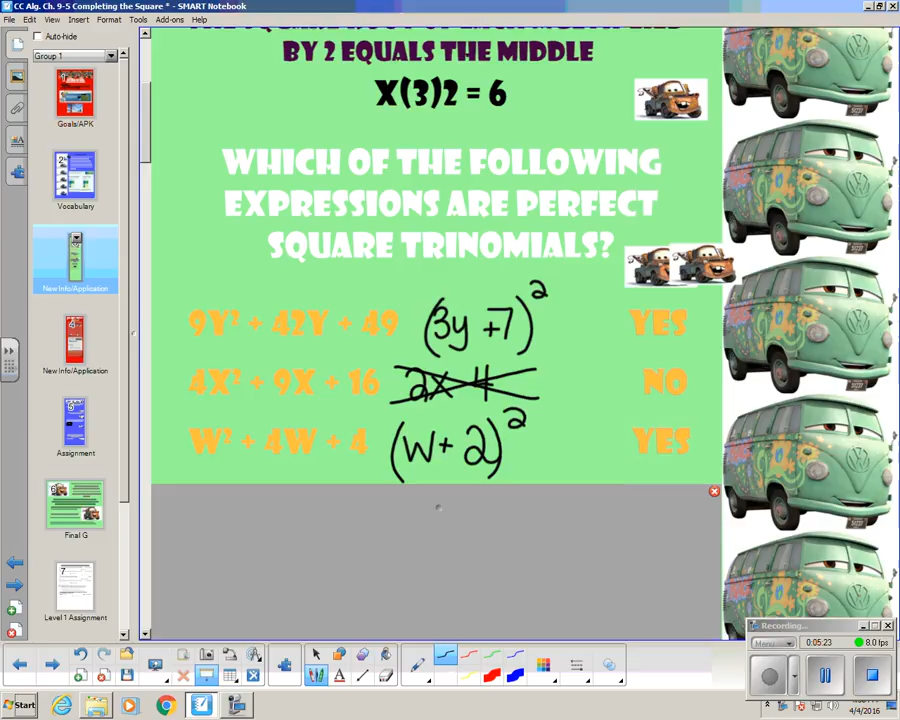 CC Alg. Ch. 9-5 Completing the Square * - SMART Notebook
File Edit View Insert Format Tools Add-ons Help
Auto-hide
Group 1
Goals/APK
Vocabulary
New Info/Application
New Info/Application
Assignment
Final G
Level 1 Assignment
BY 2 EQUALS THE MIDDLE
X(3)2 = 6
WHICH OF THE FOLLOWING
EXPRESSIONS ARE PERFECT
SQUARE TRINOMIALS?
9Y² + 42Y + 49 (3y +7)² YES
4X² + 9X + 16 2x 4 NO
W² + 4W + 4 (W+ 2)² YES
Recording...
Menu
00:05:23
8.0 fps
Start
4/4/2016